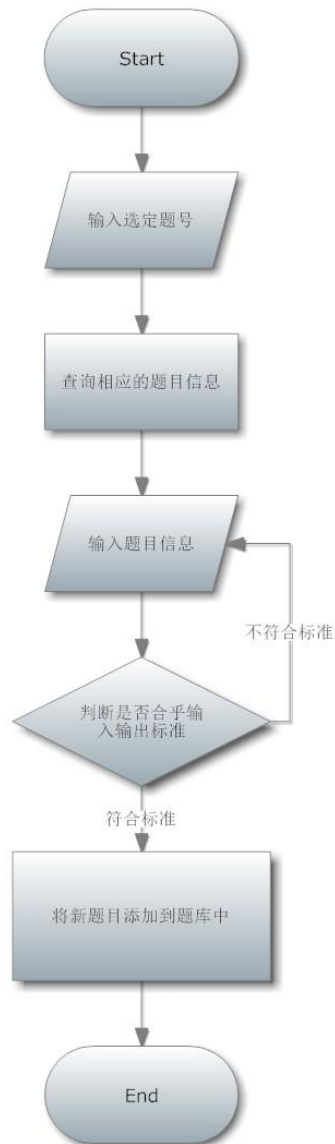 Start
输入选定题号
查询相应的题目信息
输入题目信息
不符合标准
判断是否合乎输
入输出标准
符合标准
将新题目添加到题库中
End